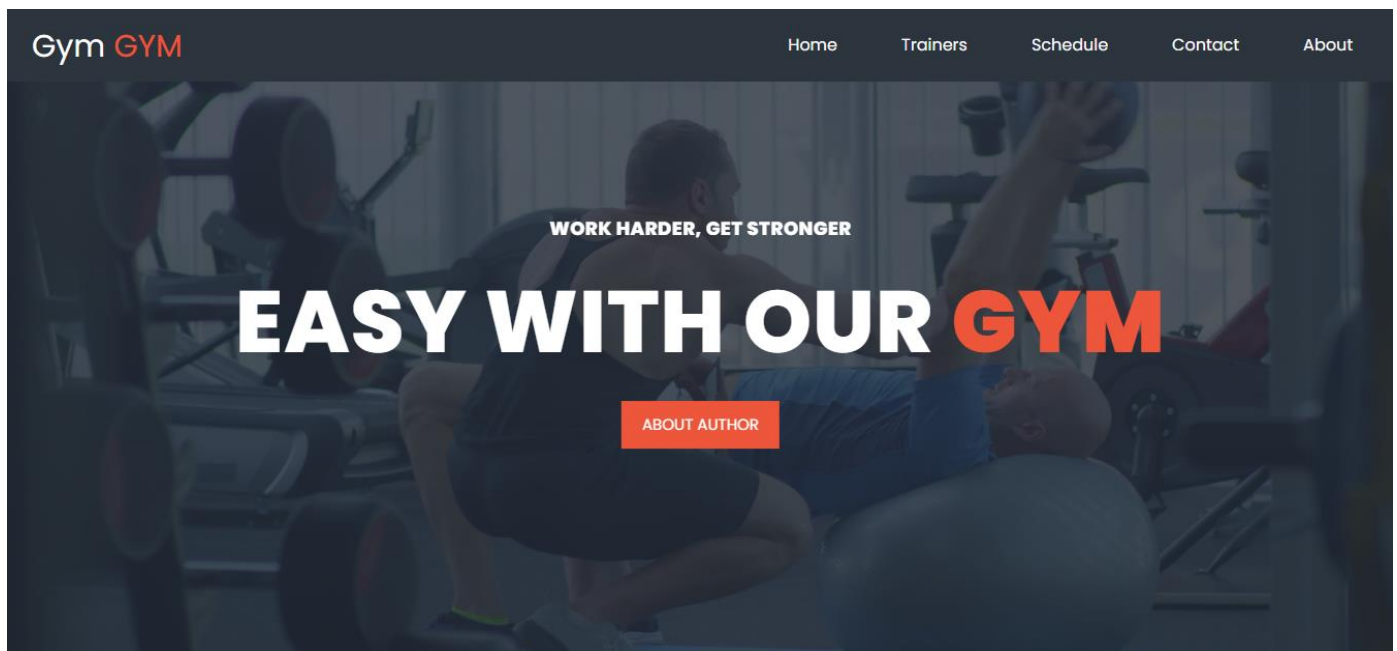 Gym GYM
Home Trainers Schedule Contact About
WORK HARDER, GET STRONGER
EASY WITH OUR GYM
ABOUT AUTHOR